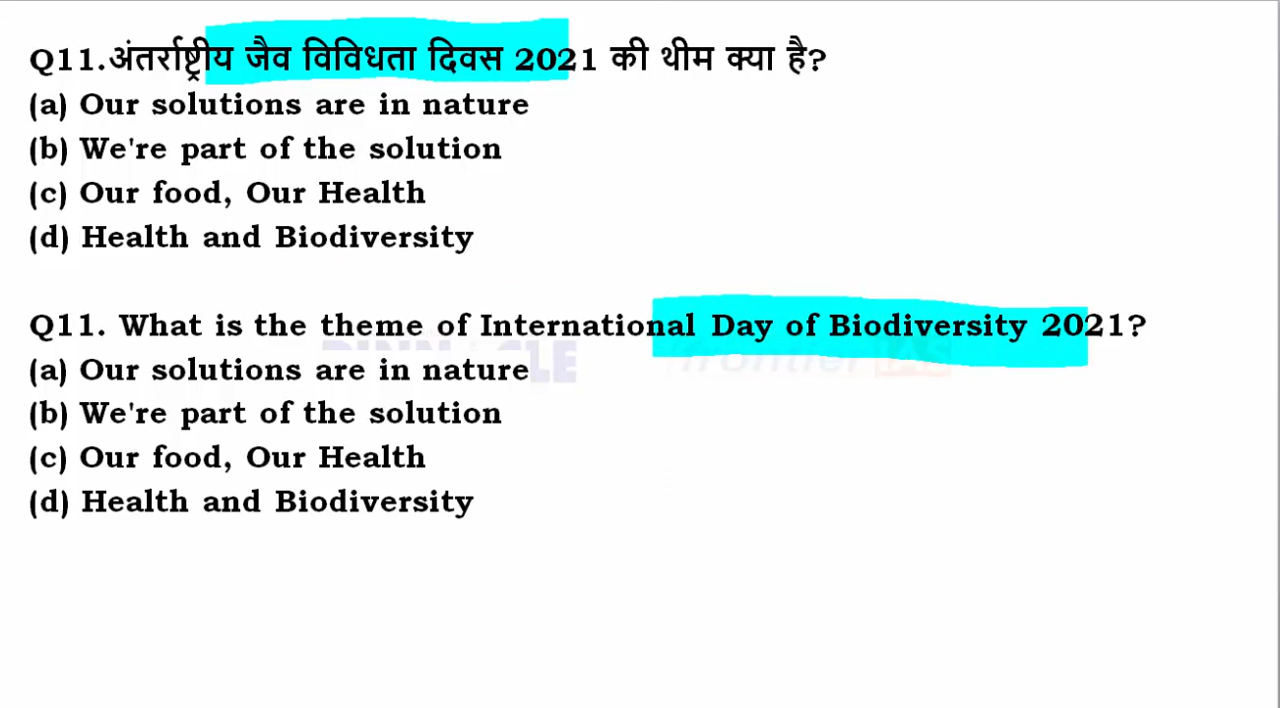 Q11.अंतर्राष्ट्रीय जैव विविधता दिवस 2021 की थीम क्या है?
(a) Our solutions are in nature
(b) We're part of the solution
(c) Our food, Our Health
(d) Health and Biodiversity
Q11. What is the theme of International Day of Biodiversity 2021?
(a) Our solutions are in nature
(b) We're part of the solution
(c) Our food, Our Health
(d) Health and Biodiversity